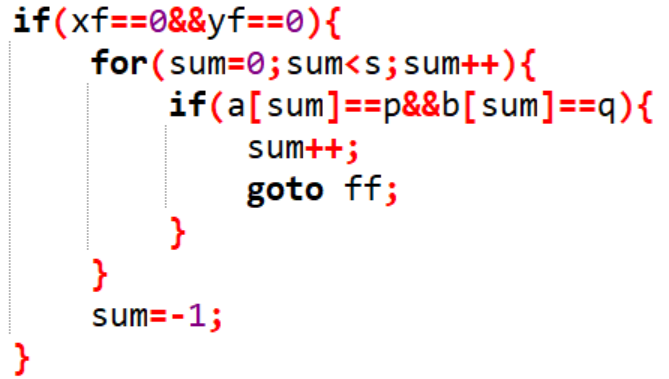 if(xf==0&&yf==0){
    for(sum=0;sum<s;sum++){
        if(a[sum]==p&&b[sum]==q){
            sum++;
            goto ff;
        }
    }
    sum=-1;
}